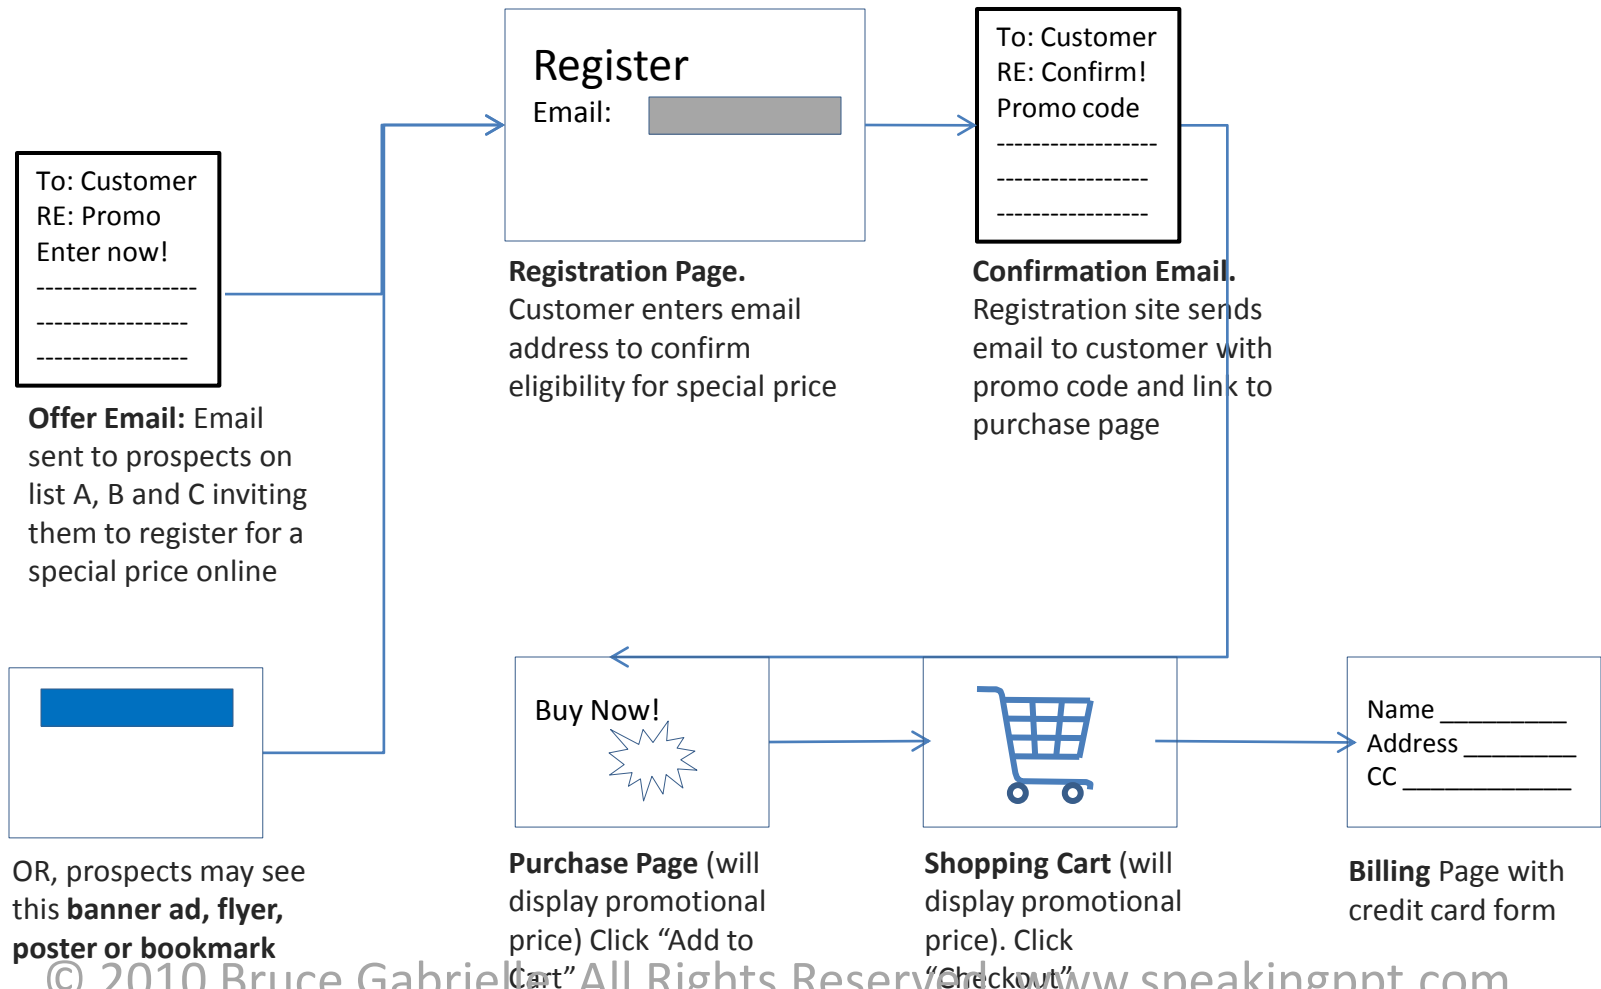 Register
Email:
To: Customer
RE: Confirm!
Promo code
------------------
-----------------
-----------------
To: Customer
RE: Promo
Enter now!
------------------
-----------------
-----------------
Registration Page.
Customer enters email
address to confirm
eligibility for special price
Confirmation Email.
Registration site sends
email to customer with
promo code and link to
purchase page
Offer Email: Email
sent to prospects on
list A, B and C inviting
them to register for a
special price online
Buy Now!
Name _________
Address ________
CC ____________
OR, prospects may see
this banner ad, flyer,
poster or bookmark
Purchase Page (will
display promotional
price) Click “Add to
Cart”
Shopping Cart (will
display promotional
price). Click
“Checkout”
Billing Page with
credit card form
© 2010 Bruce Gabrielle. All Rights Reserved. www.speakingppt.com